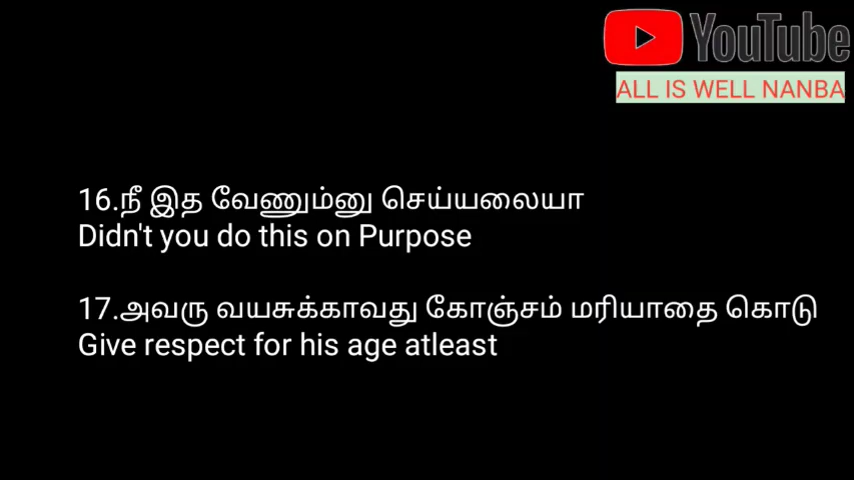 YouTube
ALL IS WELL NANBA
16.நீ இத வேணும்னு செய்யலையா
Didn't you do this on Purpose
17.அவரு வயசுக்காவது கோஞ்சம் மரியாதை கொடு
Give respect for his age atleast